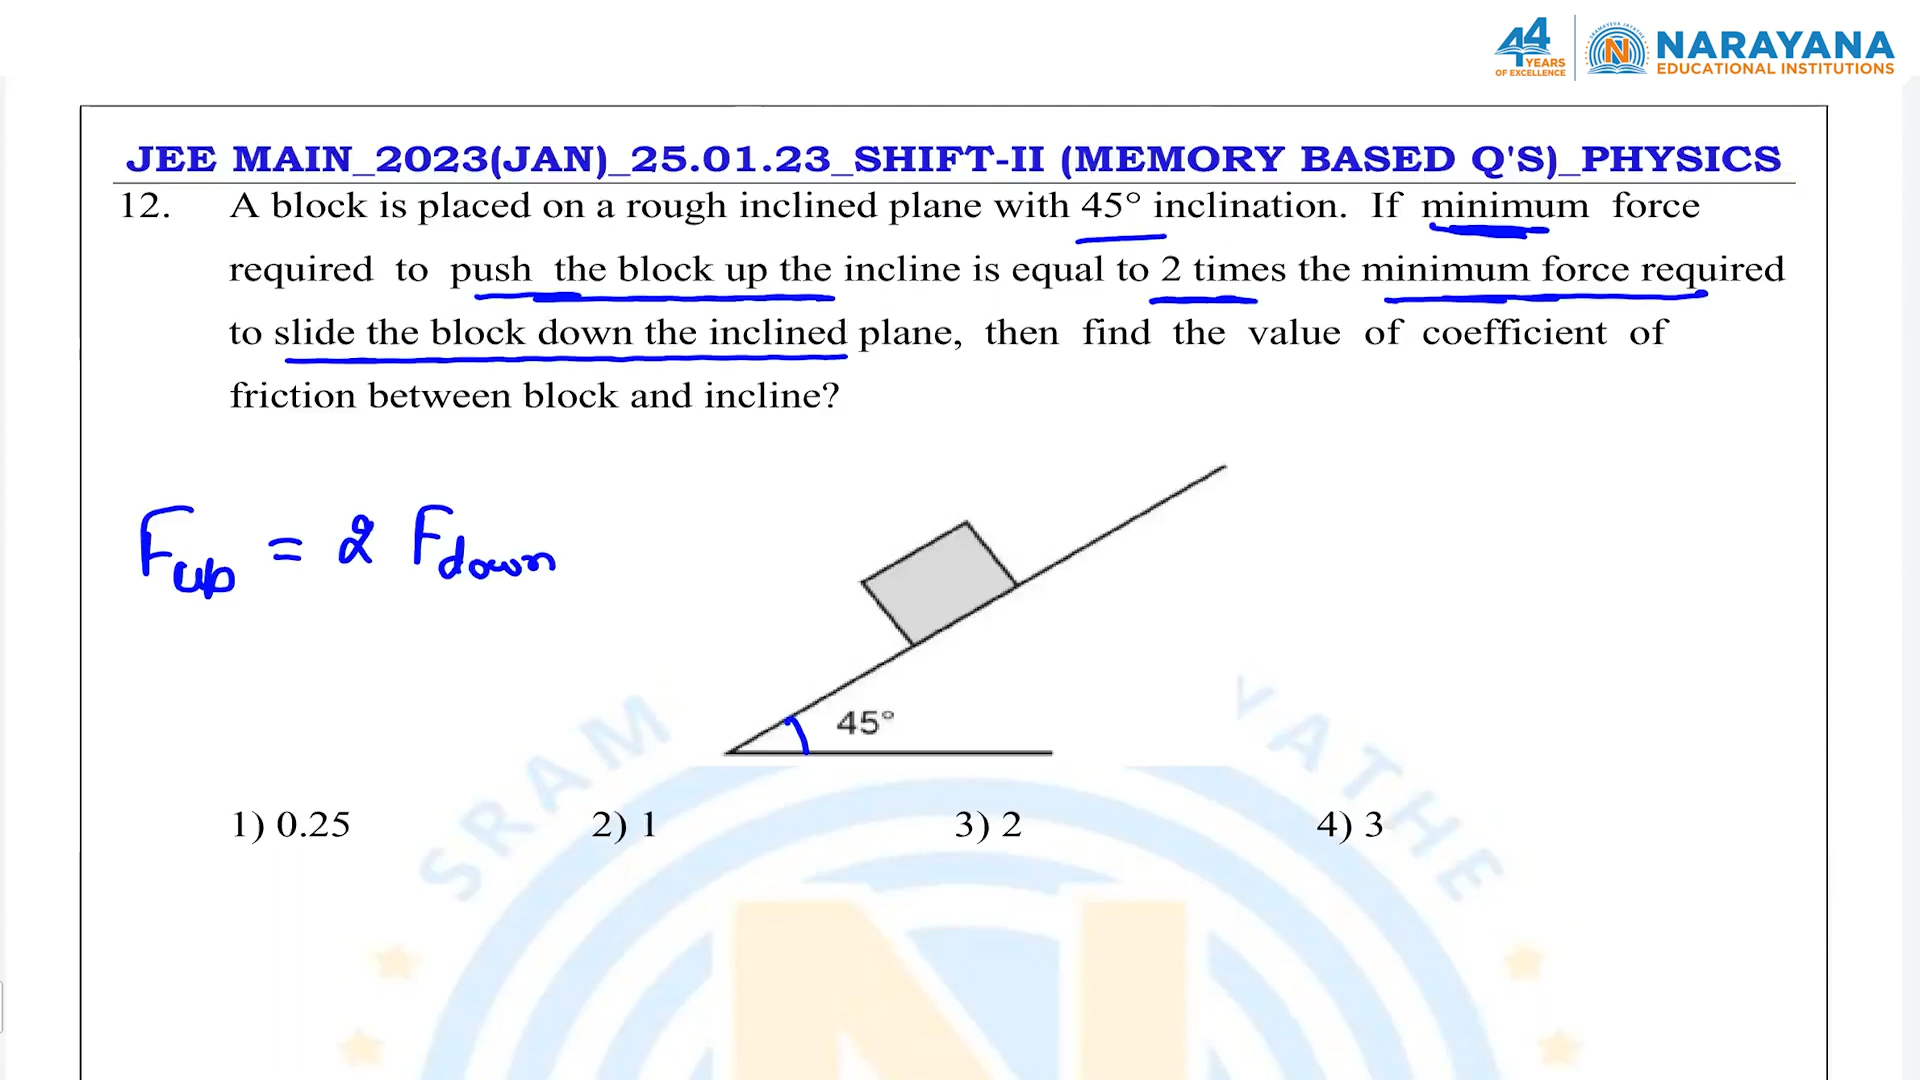 44
YEARS
OF EXCELLENCE
NARAYANA
EDUCATIONAL INSTITUTIONS
JEE MAIN_2023(JAN)_25.01.23_SHIFT-II (MEMORY BASED Q'S)_PHYSICS
12. A block is placed on a rough inclined plane with 45° inclination. If minimum force
required to push the block up the incline is equal to 2 times the minimum force required
to slide the block down the inclined plane, then find the value of coefficient of
friction between block and incline?
F_up = 2 F_down
45°
1) 0.25 2) 1 3) 2 4) 3
SRAM VATHE
N